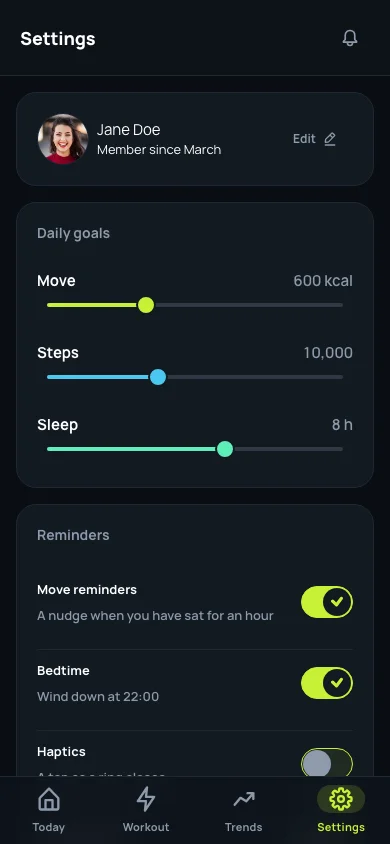 Settings
Jane Doe
Member since March
Edit
Daily goals
Move
600 kcal
Steps
10,000
Sleep
8 h
Reminders
Move reminders
A nudge when you have sat for an hour
Bedtime
Wind down at 22:00
Haptics
Today
Workout
Trends
Settings